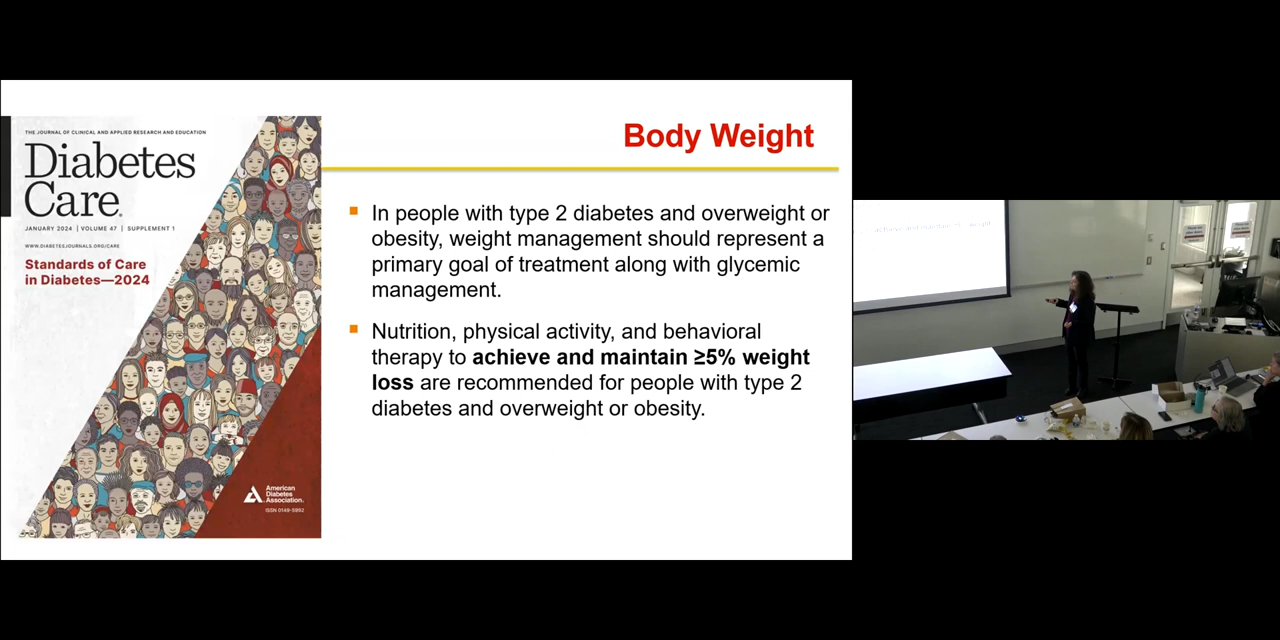 THE JOURNAL OF CLINICAL AND APPLIED RESEARCH AND EDUCATION
Diabetes
Care®
JANUARY 2024 | VOLUME 47 | SUPPLEMENT 1
WWW.DIABETESJOURNALS.ORG/CARE
Standards of Care
in Diabetes—2024
American
Diabetes
Association.
ISSN 0149-5992
Body Weight
In people with type 2 diabetes and overweight or
obesity, weight management should represent a
primary goal of treatment along with glycemic
management.
Nutrition, physical activity, and behavioral
therapy to achieve and maintain ≥5% weight
loss are recommended for people with type 2
diabetes and overweight or obesity.
achieve and maintain
weight